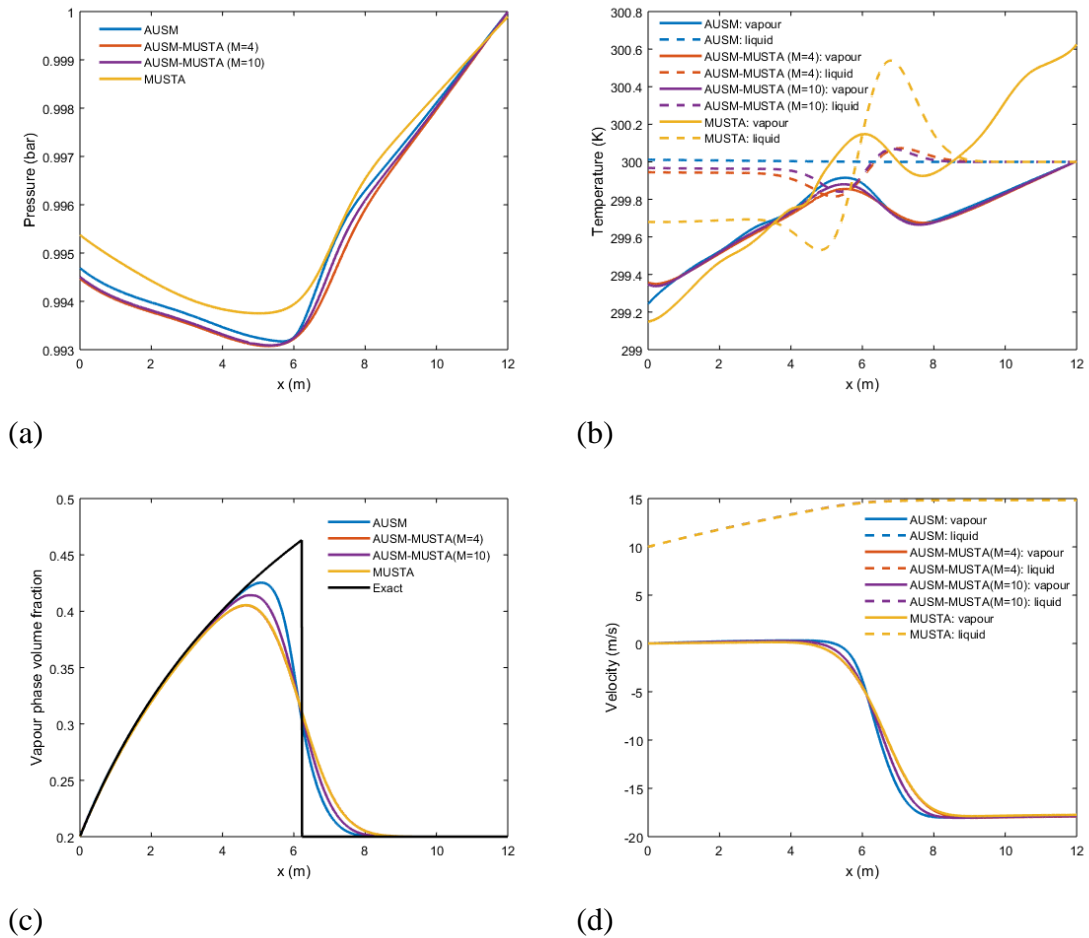 1
0.999
0.998
0.997
0.996
0.995
0.994
0.993
Pressure (bar)
AUSM
AUSM-MUSTA (M=4)
AUSM-MUSTA (M=10)
MUSTA
0 2 4 6 8 10 12
x (m)
(a)
300.8
300.6
300.4
300.2
300
299.8
299.6
299.4
299.2
299
Temperature (K)
AUSM: vapour
AUSM: liquid
AUSM-MUSTA (M=4): vapour
AUSM-MUSTA (M=4): liquid
AUSM-MUSTA (M=10): vapour
AUSM-MUSTA (M=10): liquid
MUSTA: vapour
MUSTA: liquid
0 2 4 6 8 10 12
x (m)
(b)
0.5
0.45
0.4
0.35
0.3
0.25
0.2
Vapour phase volume fraction
AUSM
AUSM-MUSTA(M=4)
AUSM-MUSTA(M=10)
MUSTA
Exact
0 2 4 6 8 10 12
x (m)
(c)
15
10
5
0
-5
-10
-15
-20
Velocity (m/s)
AUSM: vapour
AUSM: liquid
AUSM-MUSTA(M=4): vapour
AUSM-MUSTA(M=4): liquid
AUSM-MUSTA(M=10): vapour
AUSM-MUSTA(M=10): liquid
MUSTA: vapour
MUSTA: liquid
0 2 4 6 8 10 12
x (m)
(d)